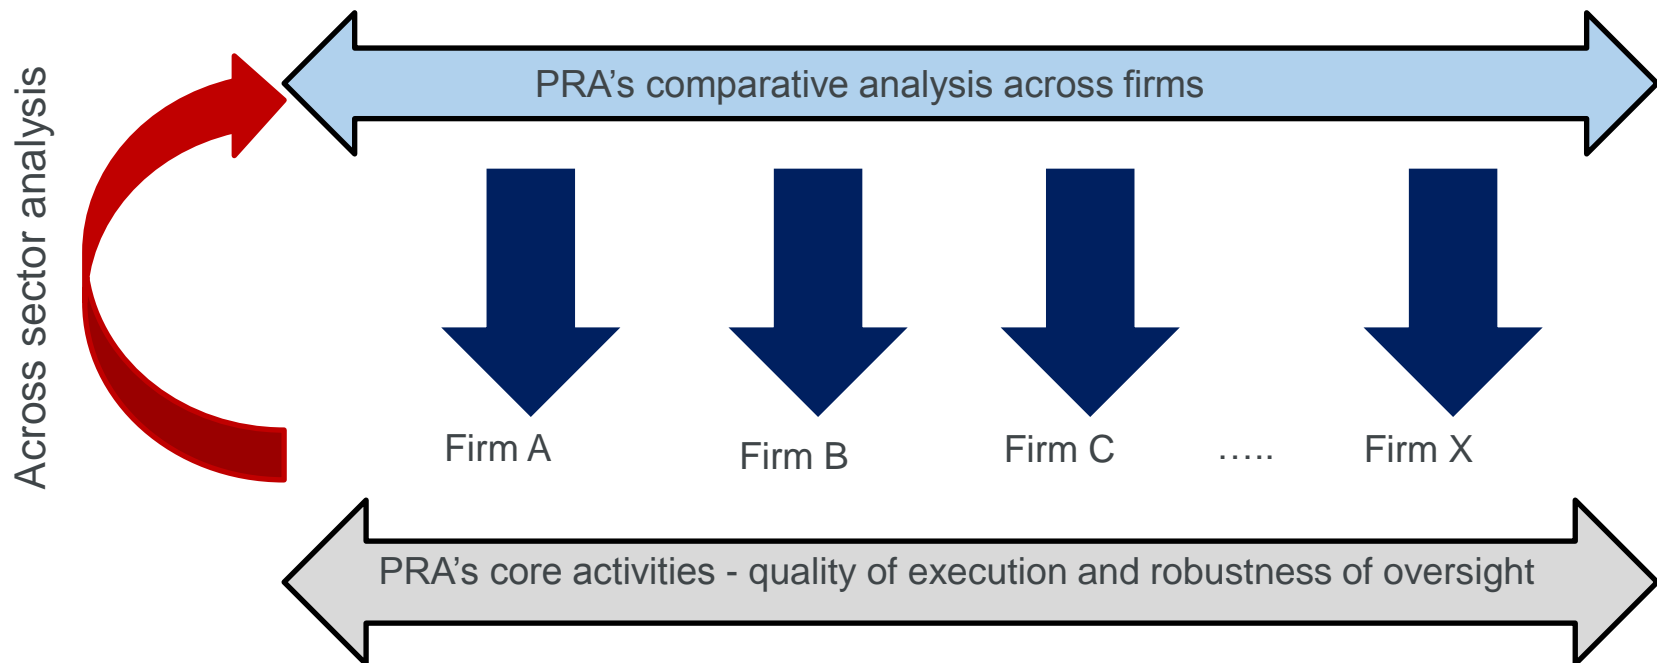 Across sector analysis
PRA’s comparative analysis across firms
Firm A
Firm B
Firm C
…..
Firm X
PRA’s core activities - quality of execution and robustness of oversight